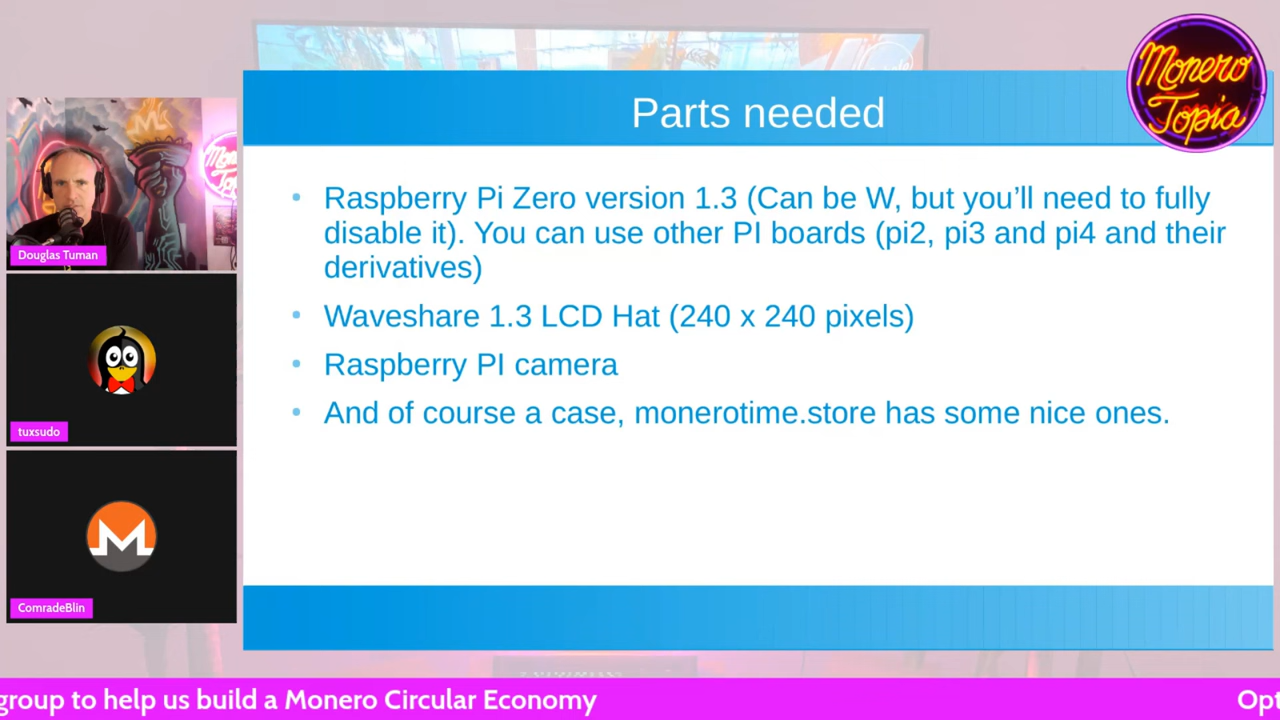 Parts needed
Monero
Topia
Raspberry Pi Zero version 1.3 (Can be W, but you’ll need to fully
disable it). You can use other PI boards (pi2, pi3 and pi4 and their
derivatives)
Waveshare 1.3 LCD Hat (240 x 240 pixels)
Raspberry PI camera
And of course a case, monerotime.store has some nice ones.
Douglas Tuman
tuxsudo
ComradeBlin
group to help us build a Monero Circular Economy
Opt